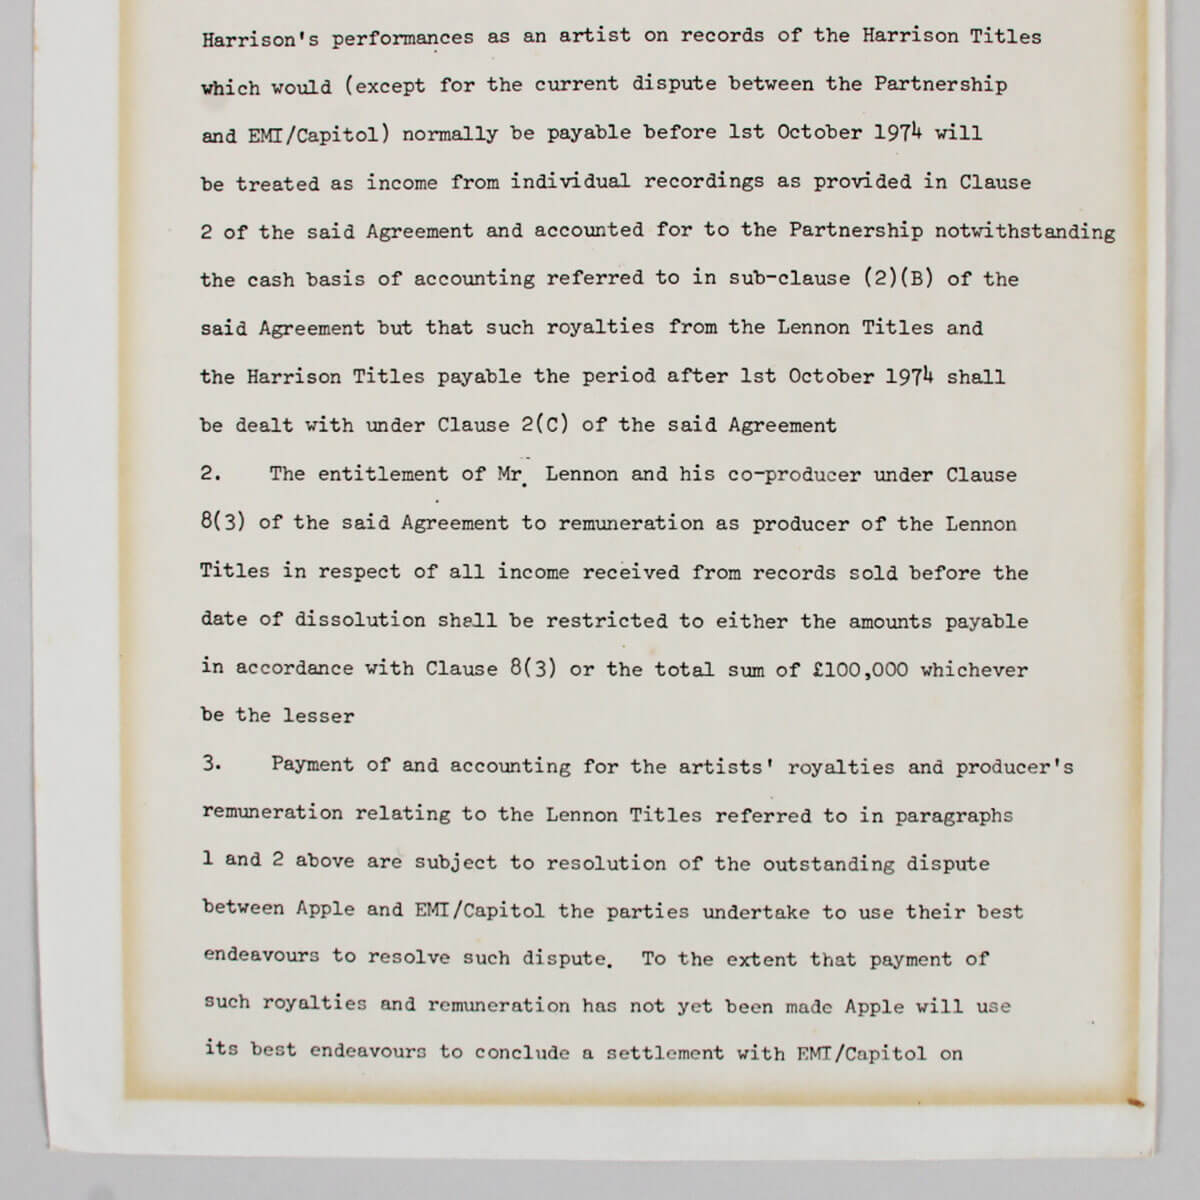 Harrison's performances as an artist on records of the Harrison Titles
which would (except for the current dispute between the Partnership
and EMI/Capitol) normally be payable before 1st October 1974 will
be treated as income from individual recordings as provided in Clause
2 of the said Agreement and accounted for to the Partnership notwithstanding
the cash basis of accounting referred to in sub-clause (2)(B) of the
said Agreement but that such royalties from the Lennon Titles and
the Harrison Titles payable the period after 1st October 1974 shall
be dealt with under Clause 2(C) of the said Agreement
2. The entitlement of Mr. Lennon and his co-producer under Clause
8(3) of the said Agreement to remuneration as producer of the Lennon
Titles in respect of all income received from records sold before the
date of dissolution shall be restricted to either the amounts payable
in accordance with Clause 8(3) or the total sum of £100,000 whichever
be the lesser
3. Payment of and accounting for the artists' royalties and producer's
remuneration relating to the Lennon Titles referred to in paragraphs
1 and 2 above are subject to resolution of the outstanding dispute
between Apple and EMI/Capitol the parties undertake to use their best
endeavours to resolve such dispute. To the extent that payment of
such royalties and remuneration has not yet been made Apple will use
its best endeavours to conclude a settlement with EMI/Capitol on